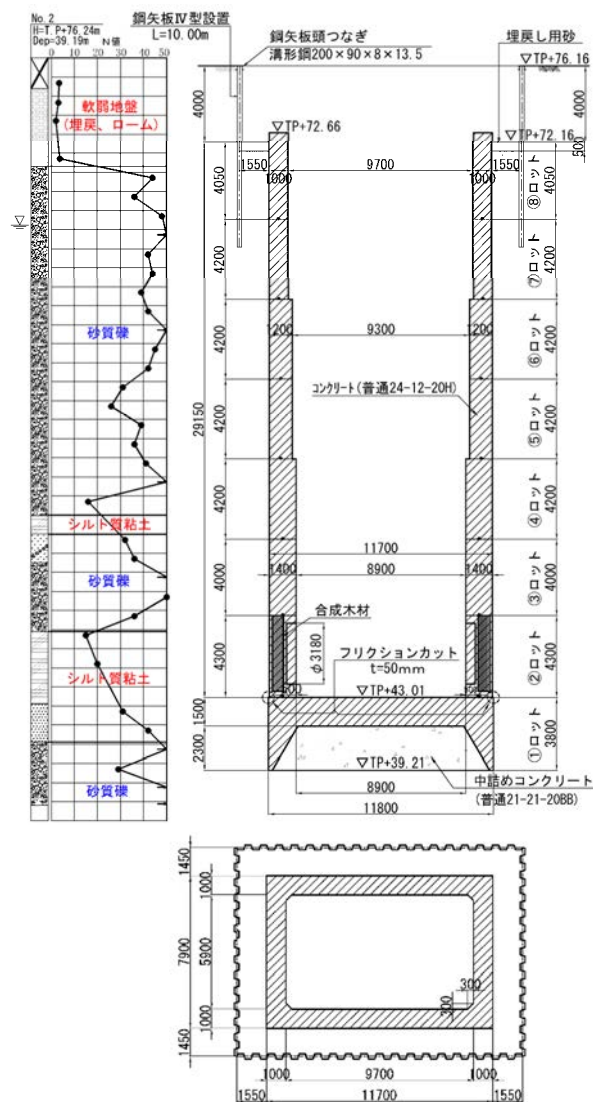 No.2
H=T.P+76,24m
Dep=39.19m N値
0 10 20 30 40 50
軟弱地盤
(埋戻、ローム)
砂質礫
シルト質粘土
砂質礫
シルト質粘土
砂質礫
鋼矢板Ⅳ型設置
L=10.00m
鋼矢板頭つなぎ
溝形鋼200×90×8×13.5
埋戻し用砂
▽TP+76.16
▽TP+72.66
▽TP+72.16
4000
4000
500
1550
1000
9700
1000
1550
4050
4050
⑧ロット
4200
4200
⑦ロット
1200
9300
1200
4200
4200
⑥ロット
コンクリート(普通24-12-20H)
29150
4200
4200
⑤ロット
4200
4200
④ロット
11700
1400
8900
1400
4000
4000
③ロット
合成木材
φ3180
フリクションカット
t=50mm
4300
4300
②ロット
▽TP+43.01
1500
2300
3800
①ロット
▽TP+39.21
中詰めコンクリート
(普通21-21-20BB)
8900
11800
1450
1000
7900
5900
1000
1450
300
300
1000
9700
1000
1550
11700
1550